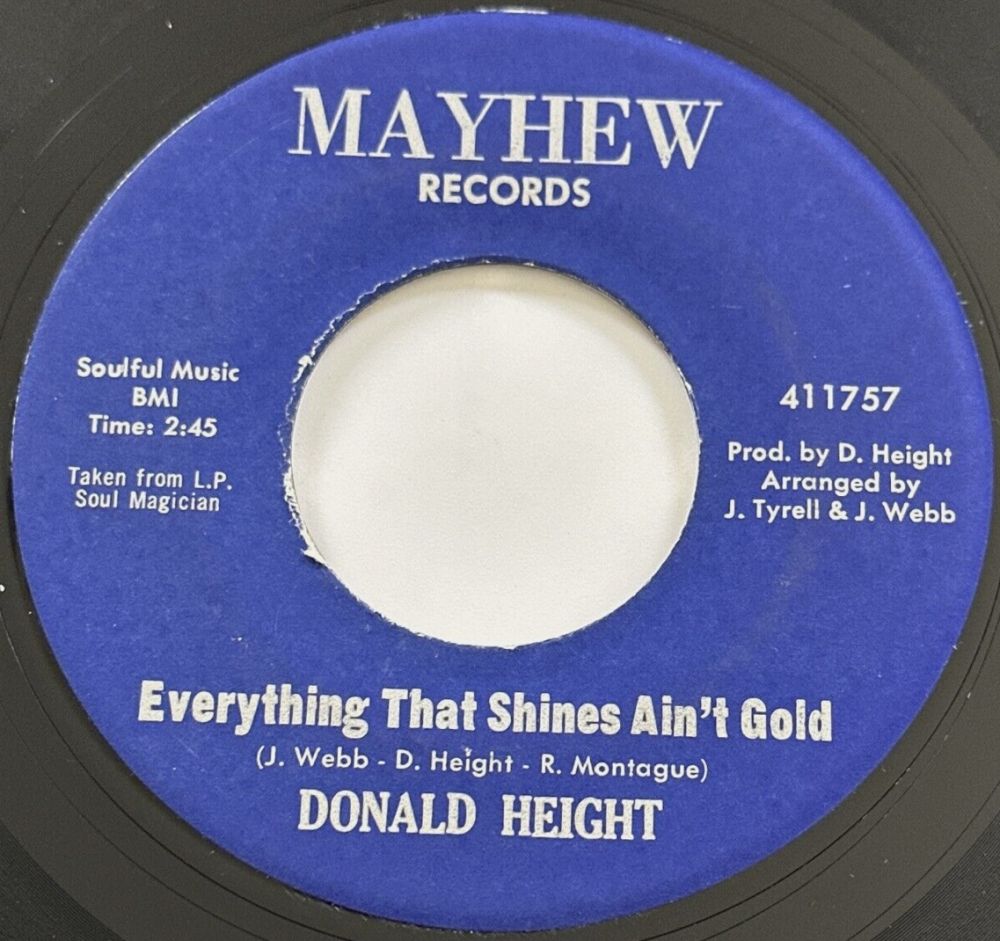 MAYHEW
RECORDS
Soulful Music
BMI
Time: 2:45
Taken from L.P.
Soul Magician
411757
Prod. by D. Height
Arranged by
J. Tyrell & J. Webb
Everything That Shines Ain't Gold
(J. Webb - D. Height - R. Montague)
DONALD HEIGHT